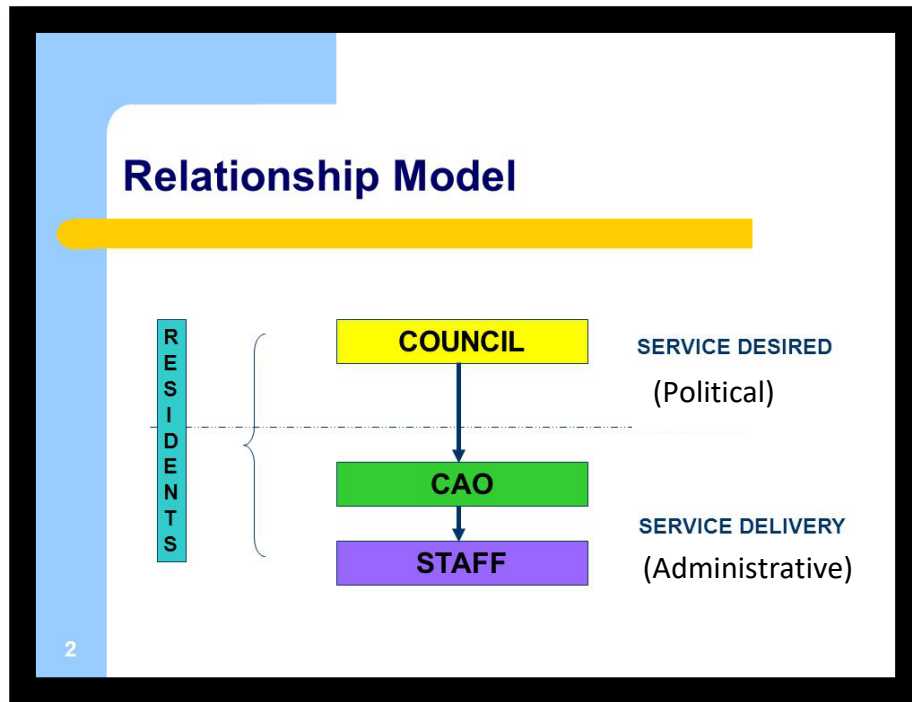 Relationship Model
RESIDENTS
COUNCIL
SERVICE DESIRED
(Political)
CAO
STAFF
SERVICE DELIVERY
(Administrative)
2